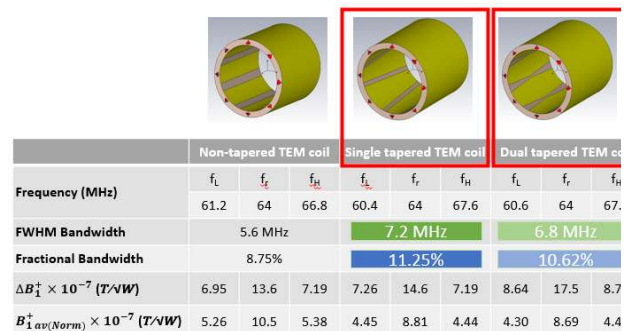 Non-tapered TEM coil Single tapered TEM coil Dual tapered TEM co
Frequency (MHz) fL fr fH fL fr fH fL fr fH
61.2 64 66.8 60.4 64 67.6 60.6 64 67.
FWHM Bandwidth 5.6 MHz 7.2 MHz 6.8 MHz
Fractional Bandwidth 8.75% 11.25% 10.62%
ΔB₁⁺ × 10⁻⁷ (T/√W) 6.95 13.6 7.19 7.26 14.6 7.19 8.64 17.5 8.7
B₁⁺ av(Norm) × 10⁻⁷ (T/√W) 5.26 10.5 5.38 4.45 8.81 4.44 4.30 8.69 4.4